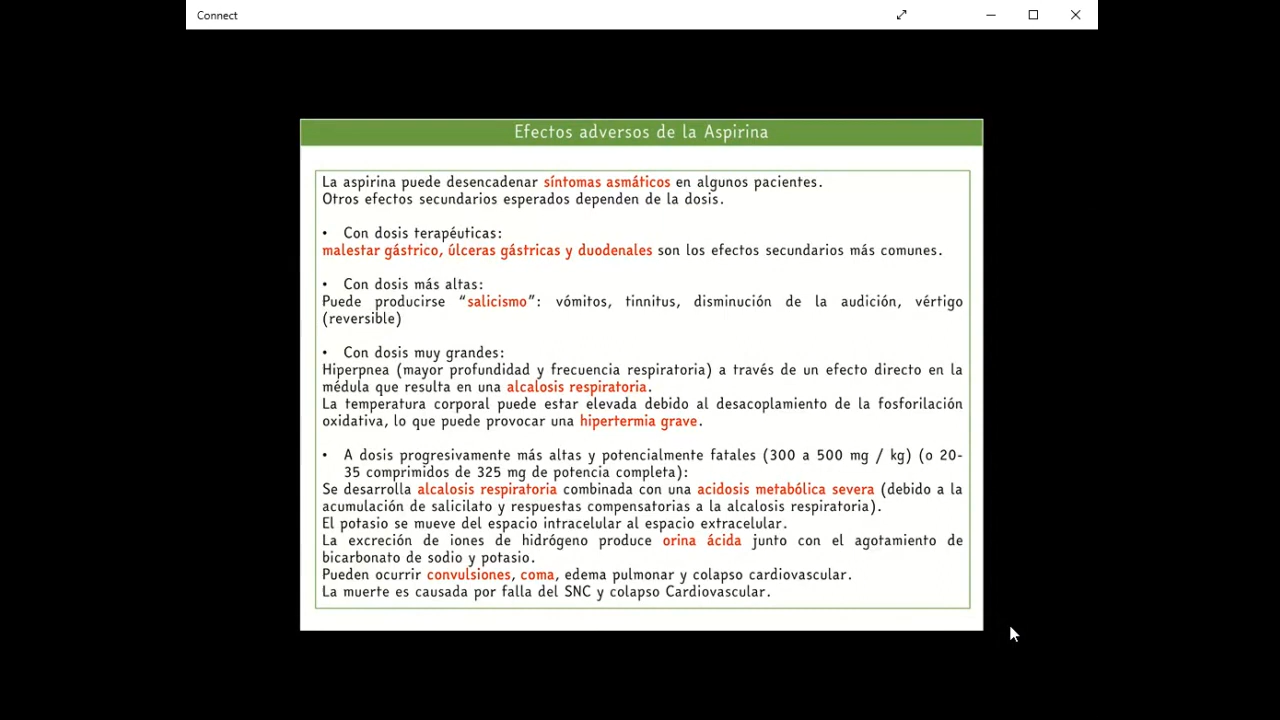 Connect
Efectos adversos de la Aspirina
La aspirina puede desencadenar síntomas asmáticos en algunos pacientes.
Otros efectos secundarios esperados dependen de la dosis.
• Con dosis terapéuticas:
malestar gástrico, úlceras gástricas y duodenales son los efectos secundarios más comunes.
• Con dosis más altas:
Puede producirse “salicismo”: vómitos, tinnitus, disminución de la audición, vértigo
(reversible)
• Con dosis muy grandes:
Hiperpnea (mayor profundidad y frecuencia respiratoria) a través de un efecto directo en la
médula que resulta en una alcalosis respiratoria.
La temperatura corporal puede estar elevada debido al desacoplamiento de la fosforilación
oxidativa, lo que puede provocar una hipertermia grave.
• A dosis progresivamente más altas y potencialmente fatales (300 a 500 mg / kg) (o 20-
35 comprimidos de 325 mg de potencia completa):
Se desarrolla alcalosis respiratoria combinada con una acidosis metabólica severa (debido a la
acumulación de salicilato y respuestas compensatorias a la alcalosis respiratoria).
El potasio se mueve del espacio intracelular al espacio extracelular.
La excreción de iones de hidrógeno produce orina ácida junto con el agotamiento de
bicarbonato de sodio y potasio.
Pueden ocurrir convulsiones, coma, edema pulmonar y colapso cardiovascular.
La muerte es causada por falla del SNC y colapso Cardiovascular.